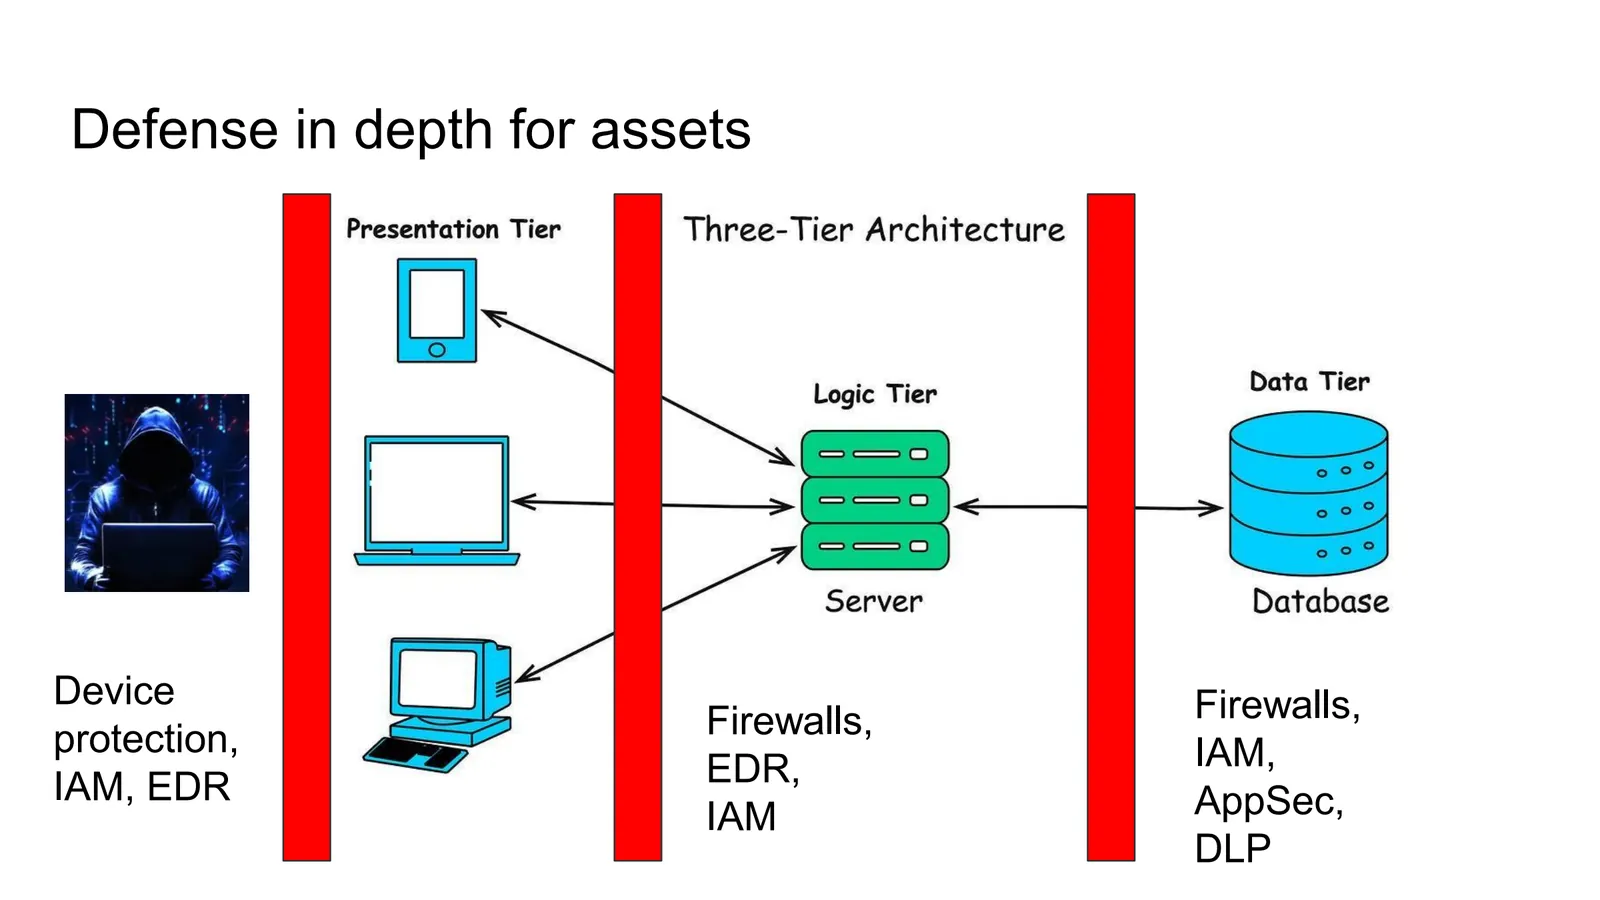 Defense in depth for assets
Presentation Tier
Three-Tier Architecture
Logic Tier
Data Tier
Server
Database
Device
protection,
IAM, EDR
Firewalls,
EDR,
IAM
Firewalls,
IAM,
AppSec,
DLP